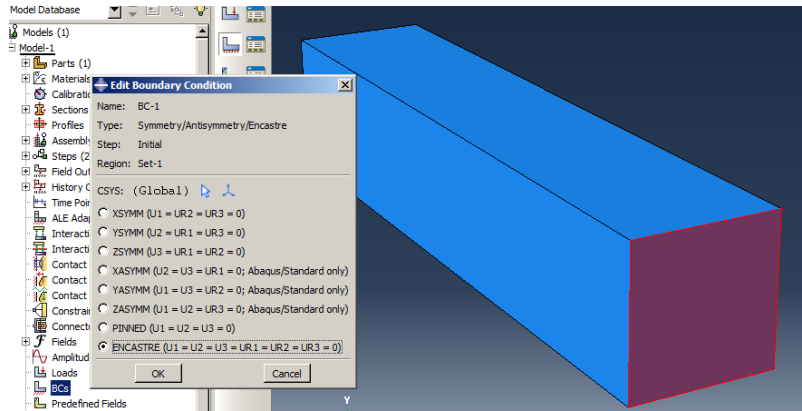 Model Database
Models (1)
Model-1
Parts (1)
Materials
Calibratio
Sections
Profiles
Assembly
Steps (2
Field Out
History O
Time Poin
ALE Adap
Interacti
Interacti
Contact
Contact
Contact
Constrain
Connecto
Fields
Amplitud
Loads
BCs
Predefined Fields
Edit Boundary Condition
Name: BC-1
Type: Symmetry/Antisymmetry/Encastre
Step: Initial
Region: Set-1
CSYS: (Global)
XSYMM (U1 = UR2 = UR3 = 0)
YSYMM (U2 = UR1 = UR3 = 0)
ZSYMM (U3 = UR1 = UR2 = 0)
XASYMM (U2 = U3 = UR1 = 0; Abaqus/Standard only)
YASYMM (U1 = U3 = UR2 = 0; Abaqus/Standard only)
ZASYMM (U1 = U2 = UR3 = 0; Abaqus/Standard only)
PINNED (U1 = U2 = U3 = 0)
ENCASTRE (U1 = U2 = U3 = UR1 = UR2 = UR3 = 0)
OK Cancel
Y